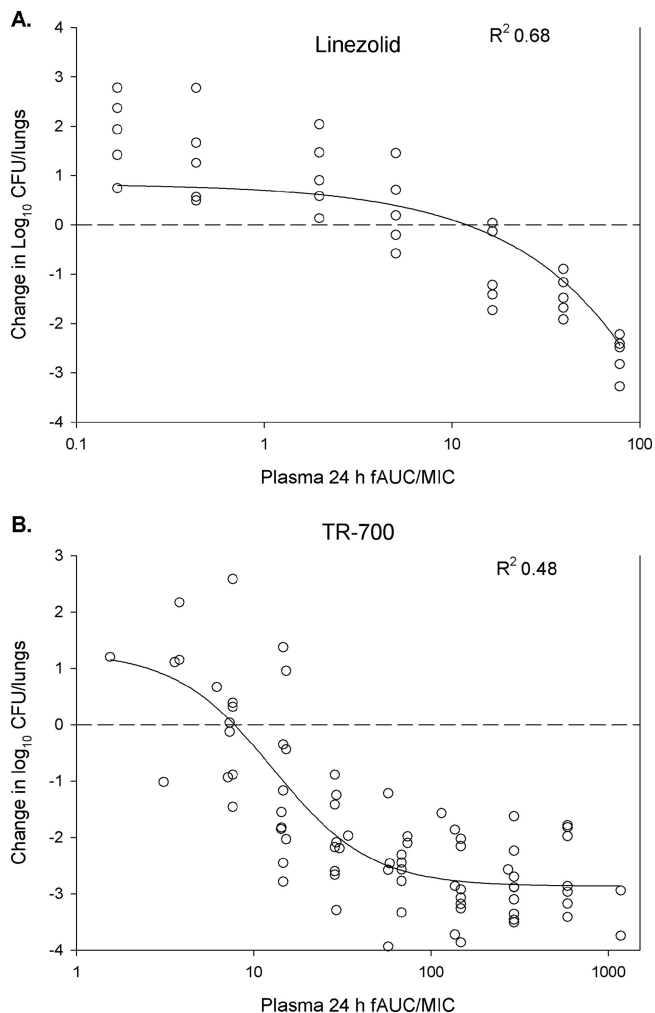 A.
Linezolid
R² 0.68
4
3
2
1
0
-1
-2
-3
-4
Change in Log₁₀ CFU/lungs
0.1
1
10
100
Plasma 24 h fAUC/MIC
B.
TR-700
R² 0.48
3
2
1
0
-1
-2
-3
-4
Change in log₁₀ CFU/lungs
1
10
100
1000
Plasma 24 h fAUC/MIC